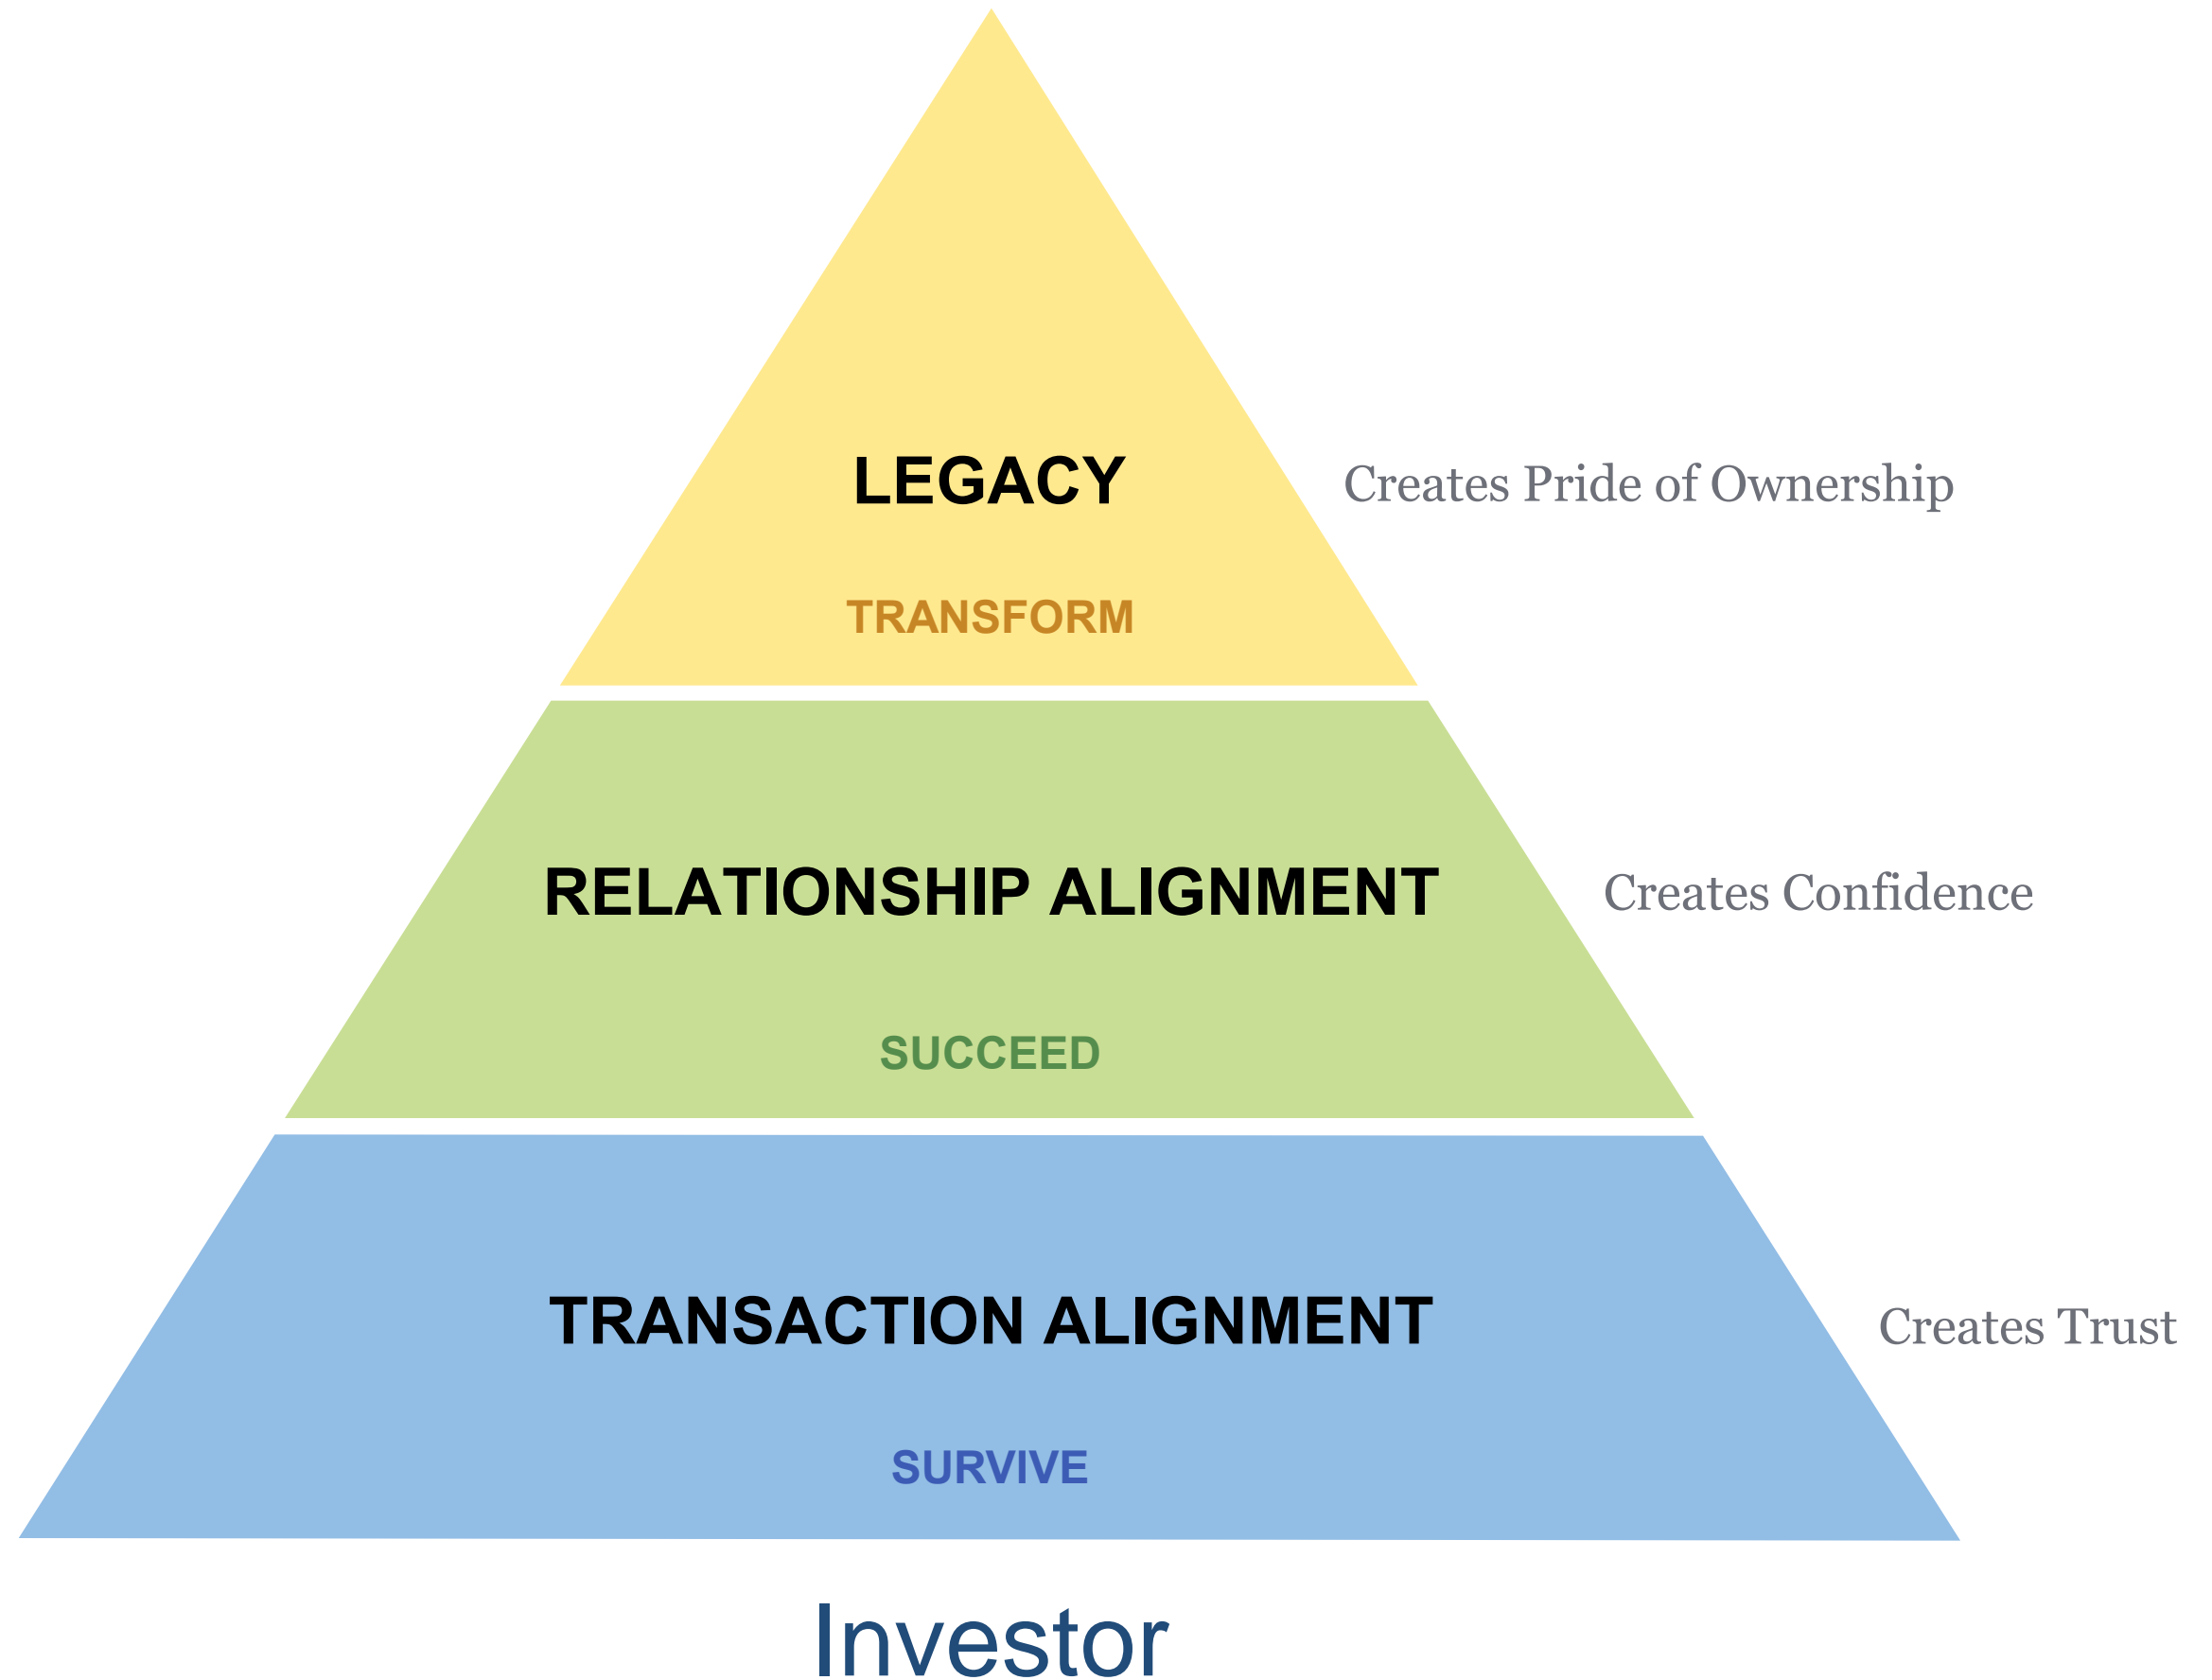 LEGACY
Creates Pride of Ownership
TRANSFORM
RELATIONSHIP ALIGNMENT
Creates Confidence
SUCCEED
TRANSACTION ALIGNMENT
Creates Trust
SURVIVE
Investor